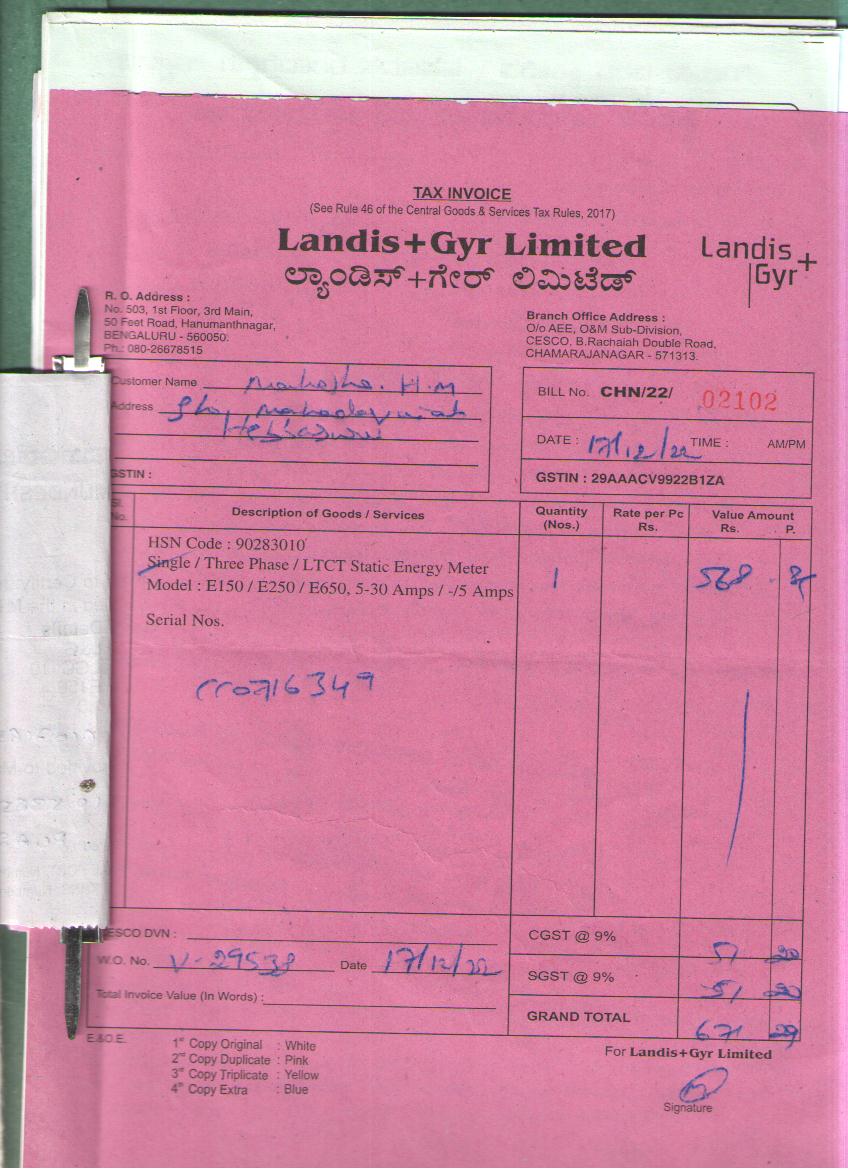 TAX INVOICE
(See Rule 46 of the Central Goods & Services Tax Rules, 2017)
Landis+Gyr Limited
ಲ್ಯಾಂಡಿಸ್+ಗೇರ್ ಲಿಮಿಟೆಡ್
Landis+
Gyr
R. O. Address :
No. 503, 1st Floor, 3rd Main,
50 Feet Road, Hanumanthnagar,
BENGALURU - 560050.
Ph.: 080-26678515
Branch Office Address :
O/o AEE, O&M Sub-Division,
CESCO, B.Rachaiah Double Road,
CHAMARAJANAGAR - 571313.
Customer Name H.M
Address
GSTIN :
BILL No. CHN/22/ 02102
DATE : 17/12/22 TIME : AM/PM
GSTIN : 29AAACV9922B1ZA
Sl. No. Description of Goods / Services Quantity (Nos.) Rate per Pc Rs. Value Amount Rs. P.
HSN Code : 90283010
Single / Three Phase / LTCT Static Energy Meter
Model : E150 / E250 / E650, 5-30 Amps / -/5 Amps 1 568
Serial Nos.
CESCO DVN :
W.O. No. V-29538 Date 17/12/22
Total Invoice Value (In Words) :
CGST @ 9% 51 20
SGST @ 9% 51 20
GRAND TOTAL 671 29
E.&O.E.
1st Copy Original : White
2nd Copy Duplicate : Pink
3rd Copy Triplicate : Yellow
4th Copy Extra : Blue
For Landis+Gyr Limited
Signature